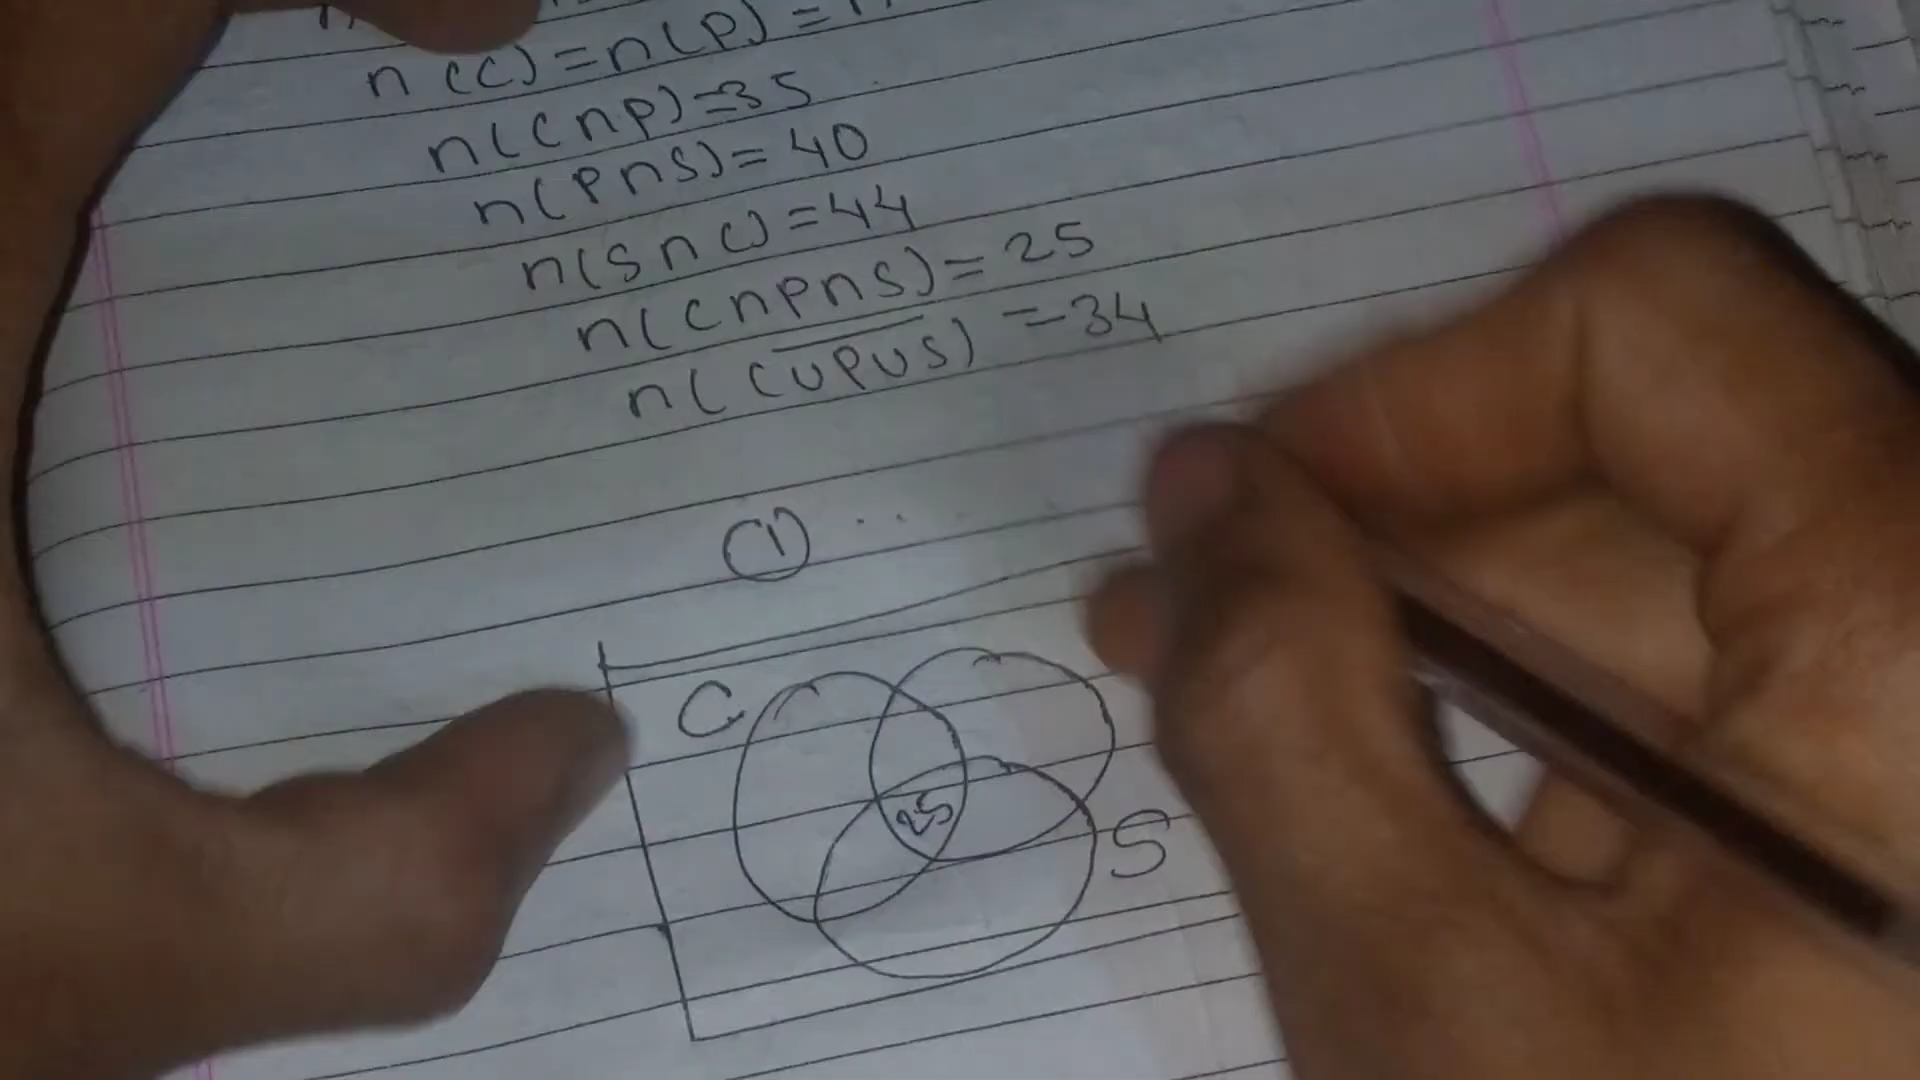 n(C)=n(P)=
n(C∩P)=35
n(P∩S)=40
n(S∩C)=44
n(C∩P∩S)=25
n(C̅U̅P̅U̅S̅)=34
①
C
25
S